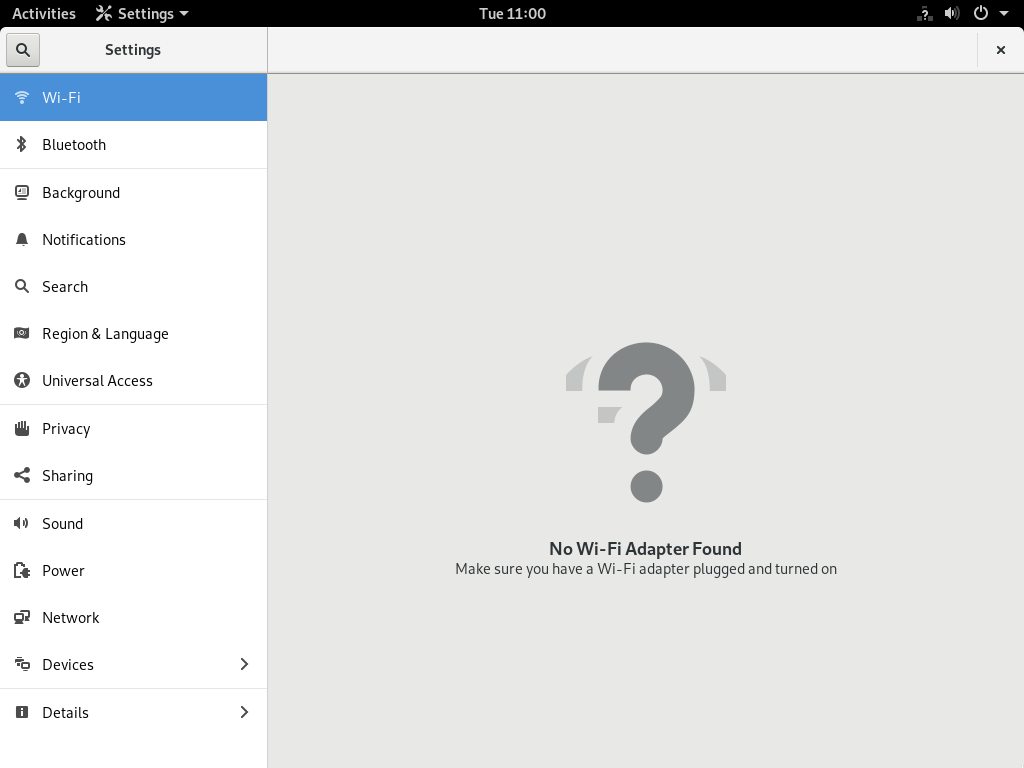 Activities
Settings
Tue 11:00
Settings
Wi-Fi
Bluetooth
Background
Notifications
Search
Region & Language
Universal Access
Privacy
Sharing
Sound
Power
Network
Devices
Details
No Wi-Fi Adapter Found
Make sure you have a Wi-Fi adapter plugged and turned on